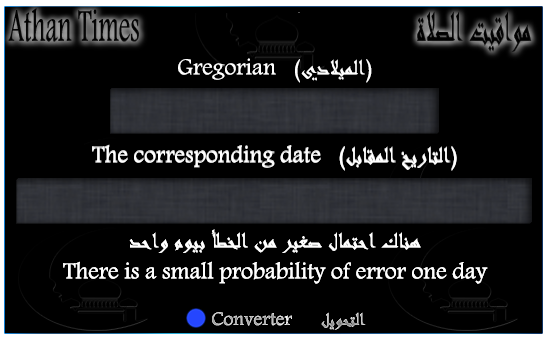 Athan Times مواقيت الصلاة
Gregorian (الميلادي)
The corresponding date (التاريخ المقابل)
هناك احتمال صغير من الخطأ بيوم واحد
There is a small probability of error one day
Converter التحويل